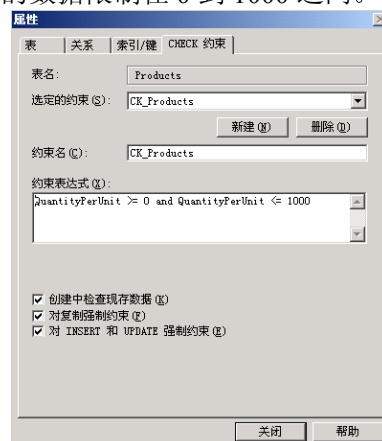 的数据限制在 0 到 1000 之间。
属性
表 关系 索引/键 CHECK 约束
表名: Products
选定的约束(S): CK_Products
新建(N) 删除(D)
约束名(C): CK_Products
约束表达式(X):
QuantityPerUnit >= 0 and QuantityPerUnit <= 1000
创建中检查现存数据(K)
对复制强制约束(F)
对 INSERT 和 UPDATE 强制约束(E)
关闭 帮助